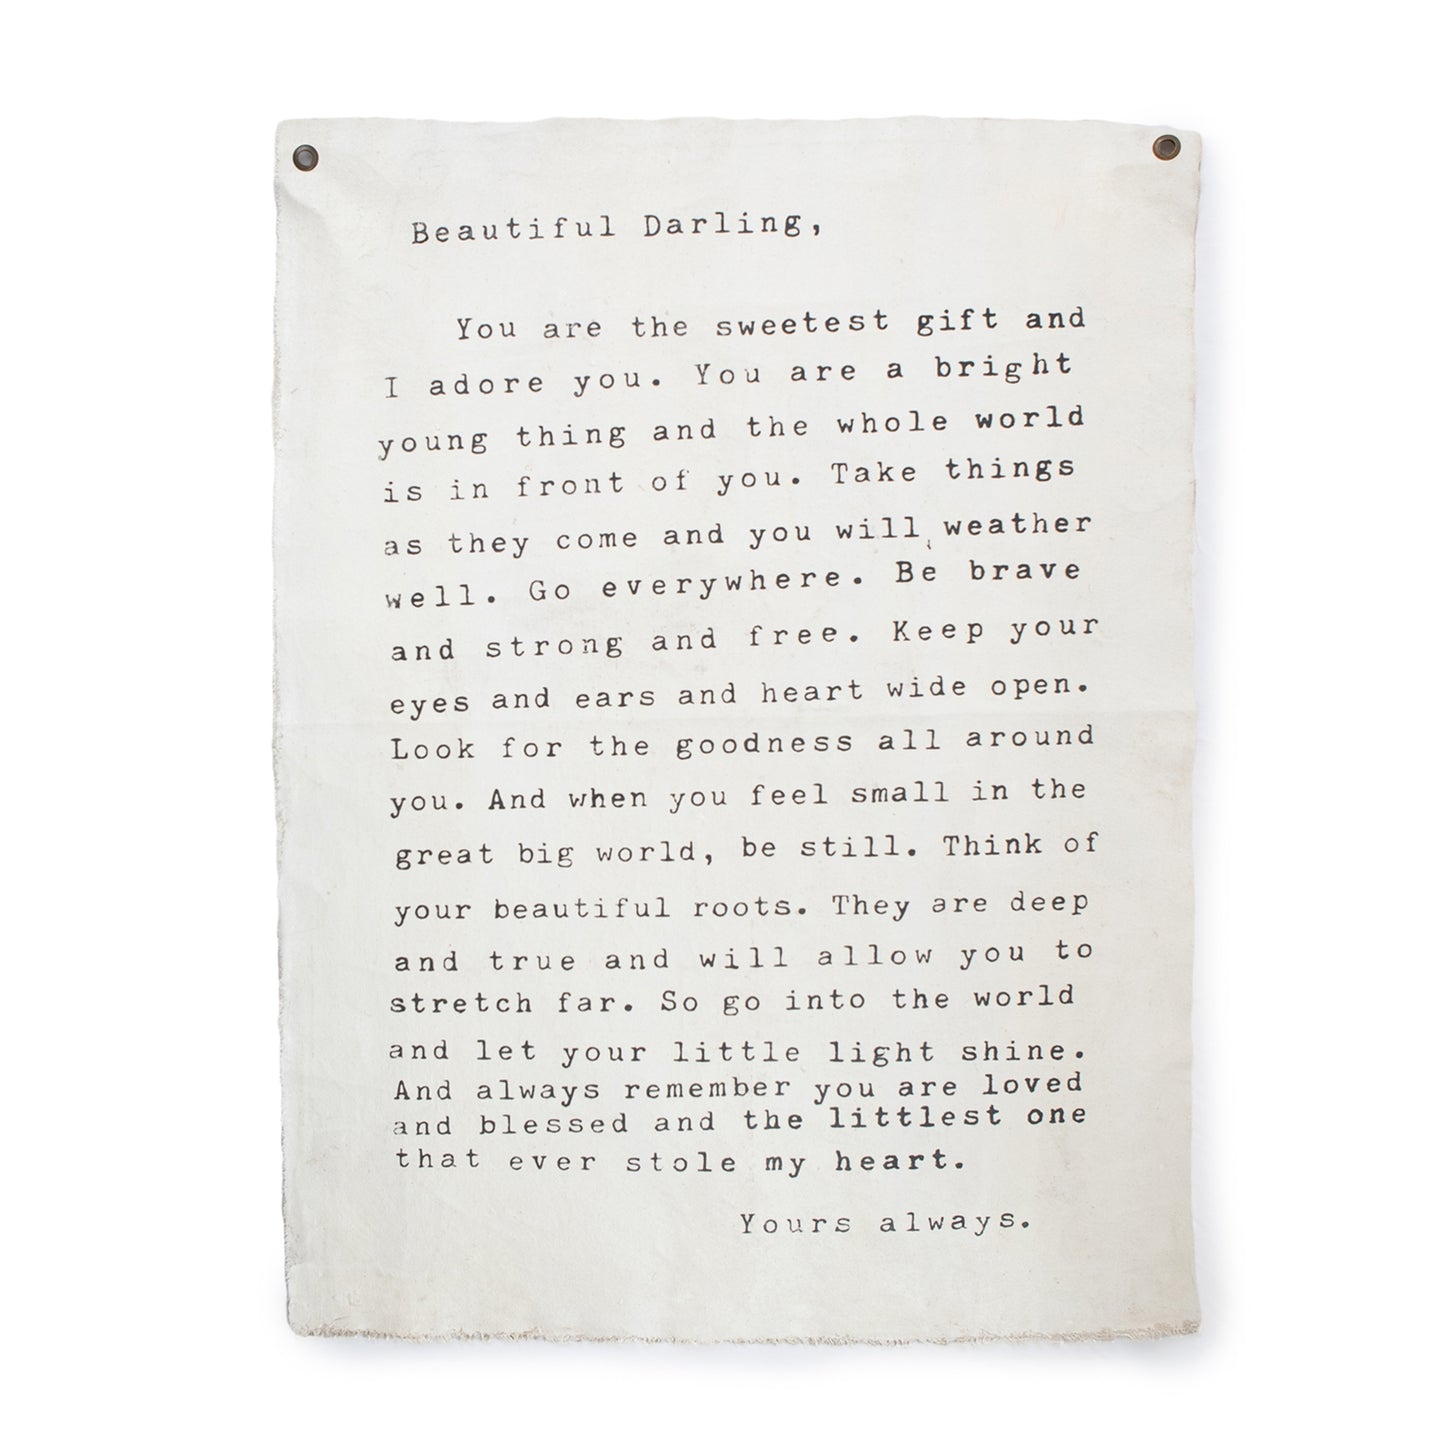 Beautiful Darling,
You are the sweetest gift and
I adore you. You are a bright
young thing and the whole world
is in front of you. Take things
as they come and you will weather
well. Go everywhere. Be brave
and strong and free. Keep your
eyes and ears and heart wide open.
Look for the goodness all around
you. And when you feel small in the
great big world, be still. Think of
your beautiful roots. They are deep
and true and will allow you to
stretch far. So go into the world
and let your little light shine.
And always remember you are loved
and blessed and the littlest one
that ever stole my heart.
Yours always.